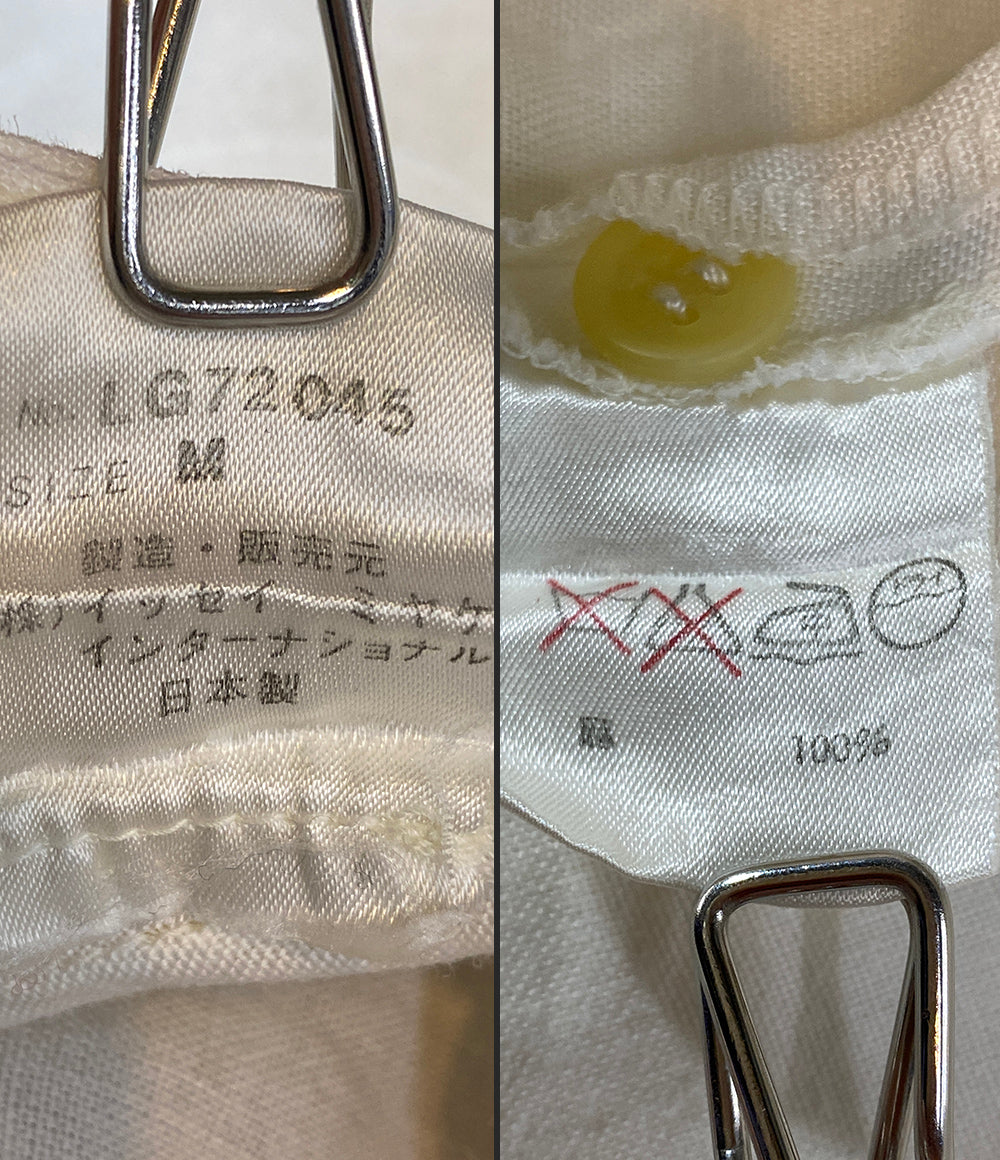 NO. LG72045
SIZE M
製造・販売元
株)イッセイ ミヤケ
インターナショナル
日本製
麻 100%